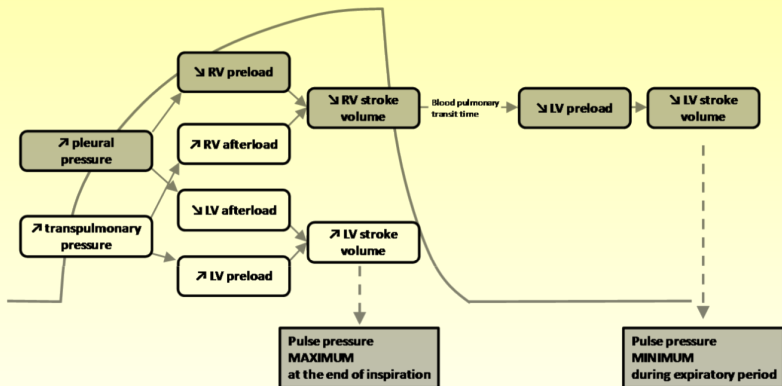 ↘ RV preload
↗ pleural
pressure
↗ RV afterload
↘ RV stroke
volume
Blood pulmonary
transit time
↘ LV preload
↘ LV stroke
volume
↗ transpulmonary
pressure
↘ LV afterload
↗ LV preload
↗ LV stroke
volume
Pulse pressure
MAXIMUM
at the end of inspiration
Pulse pressure
MINIMUM
during expiratory period